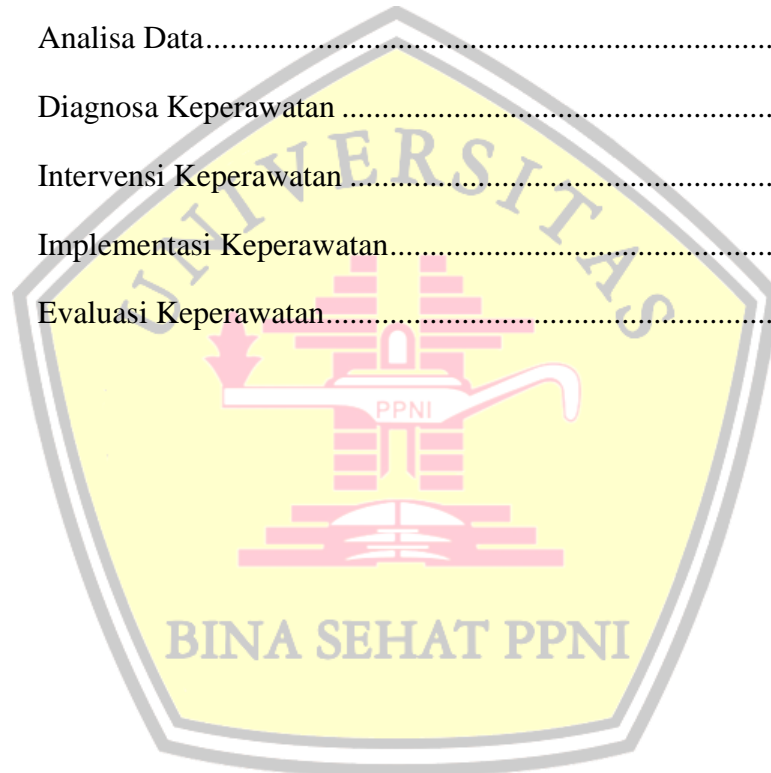 Analisa Data.......................................................................
Diagnosa Keperawatan ......................................................
Intervensi Keperawatan .....................................................
Implementasi Keperawatan................................................
Evaluasi Keperawatan........................................................
UNIVERSITAS
PPNI
BINA SEHAT PPNI